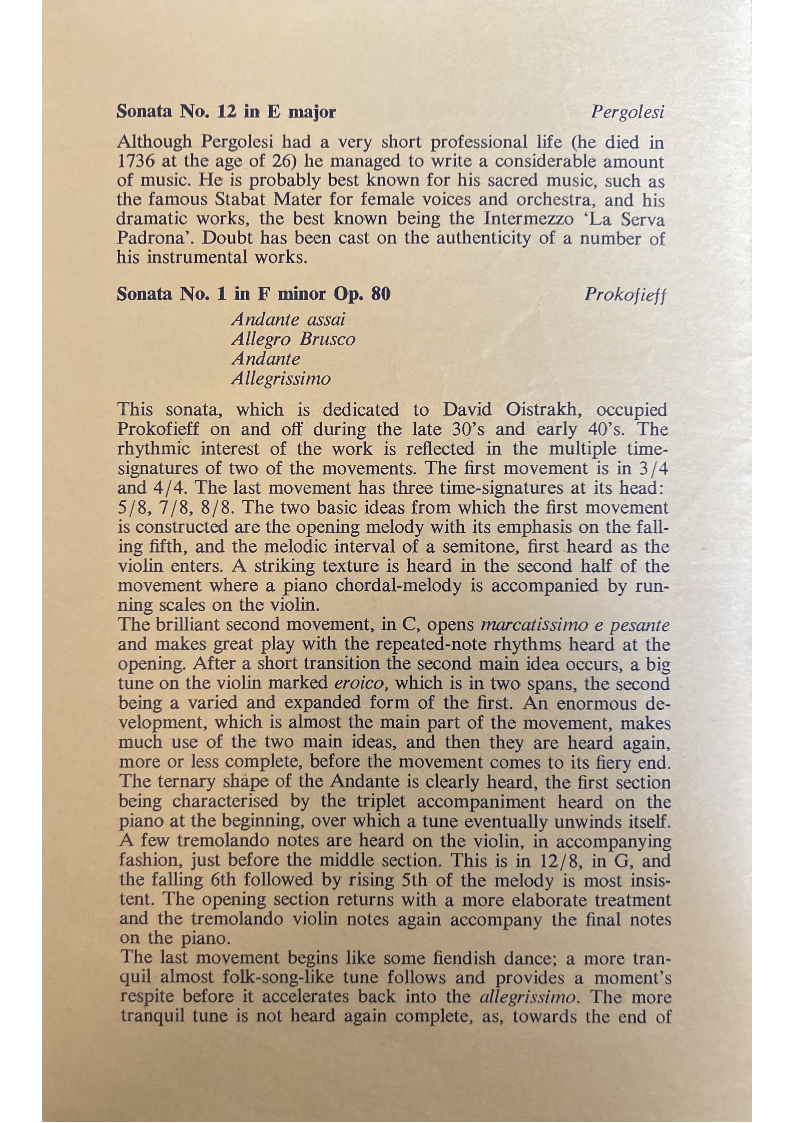 Sonata No. 12 in E major Pergolesi
Although Pergolesi had a very short professional life (he died in
1736 at the age of 26) he managed to write a considerable amount
of music. He is probably best known for his sacred music, such as
the famous Stabat Mater for female voices and orchestra, and his
dramatic works, the best known being the Intermezzo ‘La Serva
Padrona’. Doubt has been cast on the authenticity of a number of
his instrumental works.
Sonata No. 1 in F minor Op. 80 Prokofieff
Andante assai
Allegro Brusco
Andante
Allegrissimo
This sonata, which is dedicated to David Oistrakh, occupied
Prokofieff on and off during the late 30’s and early 40’s. The
rhythmic interest of the work is reflected in the multiple time-
signatures of two of the movements. The first movement is in 3/4
and 4/4. The last movement has three time-signatures at its head:
5/8, 7/8, 8/8. The two basic ideas from which the first movement
is constructed are the opening melody with its emphasis on the fall-
ing fifth, and the melodic interval of a semitone, first heard as the
violin enters. A striking texture is heard in the second half of the
movement where a piano chordal-melody is accompanied by run-
ning scales on the violin.
The brilliant second movement, in C, opens marcatissimo e pesante
and makes great play with the repeated-note rhythms heard at the
opening. After a short transition the second main idea occurs, a big
tune on the violin marked eroico, which is in two spans, the second
being a varied and expanded form of the first. An enormous de-
velopment, which is almost the main part of the movement, makes
much use of the two main ideas, and then they are heard again,
more or less complete, before the movement comes to its fiery end.
The ternary shape of the Andante is clearly heard, the first section
being characterised by the triplet accompaniment heard on the
piano at the beginning, over which a tune eventually unwinds itself.
A few tremolando notes are heard on the violin, in accompanying
fashion, just before the middle section. This is in 12/8, in G, and
the falling 6th followed by rising 5th of the melody is most insis-
tent. The opening section returns with a more elaborate treatment
and the tremolando violin notes again accompany the final notes
on the piano.
The last movement begins like some fiendish dance; a more tran-
quil almost folk-song-like tune follows and provides a moment’s
respite before it accelerates back into the allegrissimo. The more
tranquil tune is not heard again complete, as, towards the end of